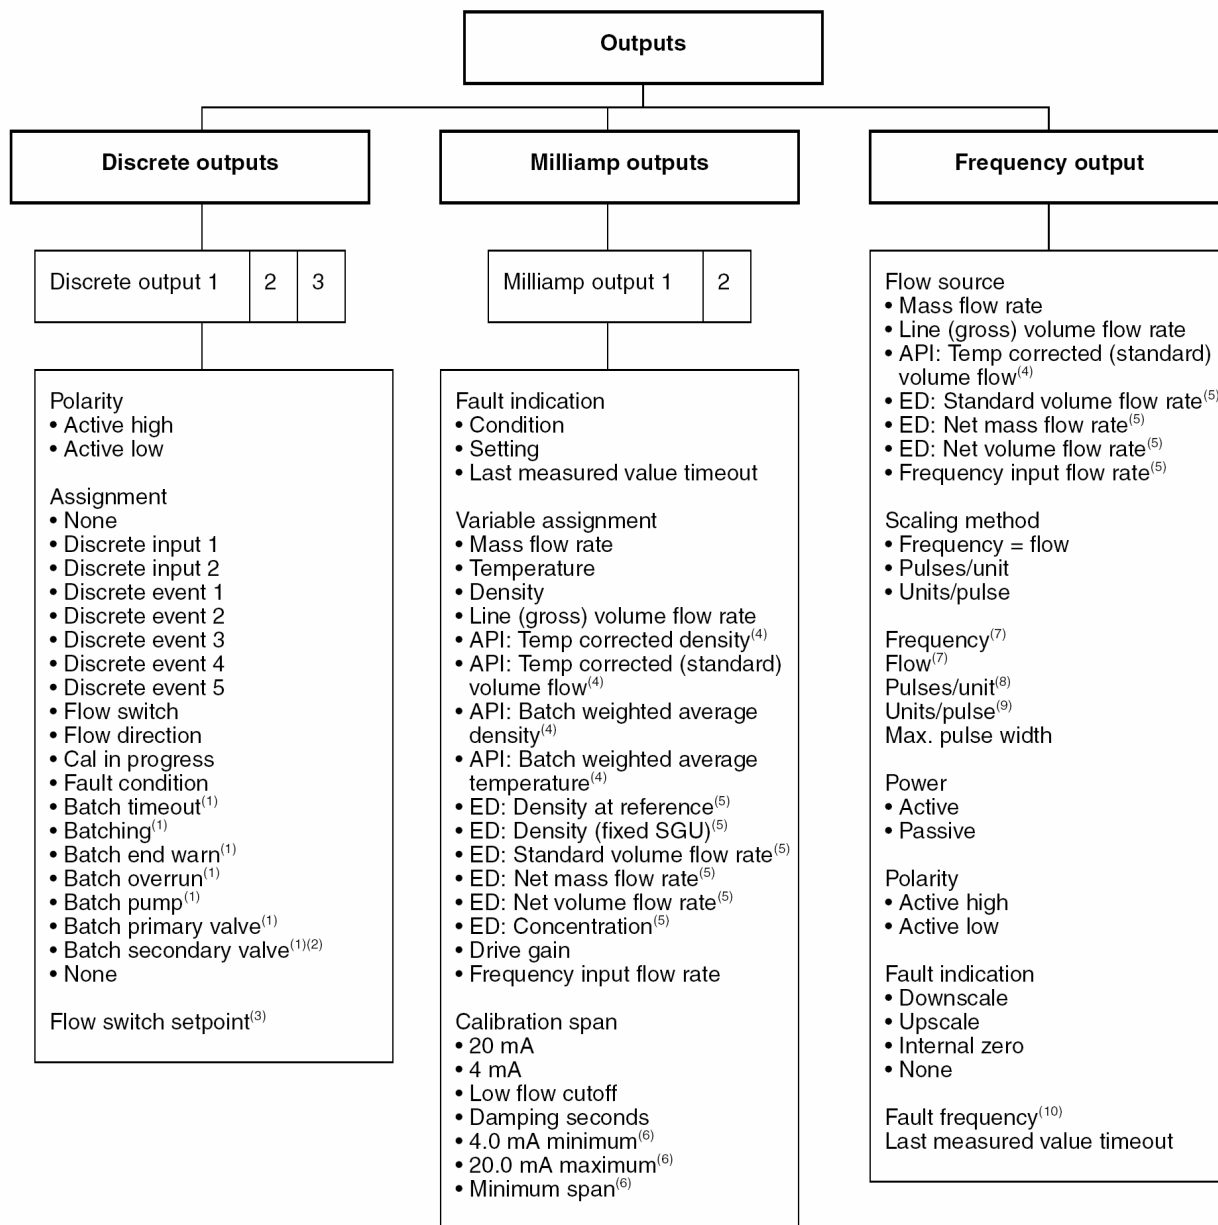 Outputs
Discrete outputs
Discrete output 1 2 3
Polarity
• Active high
• Active low
Assignment
• None
• Discrete input 1
• Discrete input 2
• Discrete event 1
• Discrete event 2
• Discrete event 3
• Discrete event 4
• Discrete event 5
• Flow switch
• Flow direction
• Cal in progress
• Fault condition
• Batch timeout(1)
• Batching(1)
• Batch end warn(1)
• Batch overrun(1)
• Batch pump(1)
• Batch primary valve(1)
• Batch secondary valve(1)(2)
• None
Flow switch setpoint(3)
Milliamp outputs
Milliamp output 1 2
Fault indication
• Condition
• Setting
• Last measured value timeout
Variable assignment
• Mass flow rate
• Temperature
• Density
• Line (gross) volume flow rate
• API: Temp corrected density(4)
• API: Temp corrected (standard)
volume flow(4)
• API: Batch weighted average
density(4)
• API: Batch weighted average
temperature(4)
• ED: Density at reference(5)
• ED: Density (fixed SGU)(5)
• ED: Standard volume flow rate(5)
• ED: Net mass flow rate(5)
• ED: Net volume flow rate(5)
• ED: Concentration(5)
• Drive gain
• Frequency input flow rate
Calibration span
• 20 mA
• 4 mA
• Low flow cutoff
• Damping seconds
• 4.0 mA minimum(6)
• 20.0 mA maximum(6)
• Minimum span(6)
Frequency output
Flow source
• Mass flow rate
• Line (gross) volume flow rate
• API: Temp corrected (standard)
volume flow(4)
• ED: Standard volume flow rate(5)
• ED: Net mass flow rate(5)
• ED: Net volume flow rate(5)
• Frequency input flow rate(5)
Scaling method
• Frequency = flow
• Pulses/unit
• Units/pulse
Frequency(7)
Flow(7)
Pulses/unit(8)
Units/pulse(9)
Max. pulse width
Power
• Active
• Passive
Polarity
• Active high
• Active low
Fault indication
• Downscale
• Upscale
• Internal zero
• None
Fault frequency(10)
Last measured value timeout